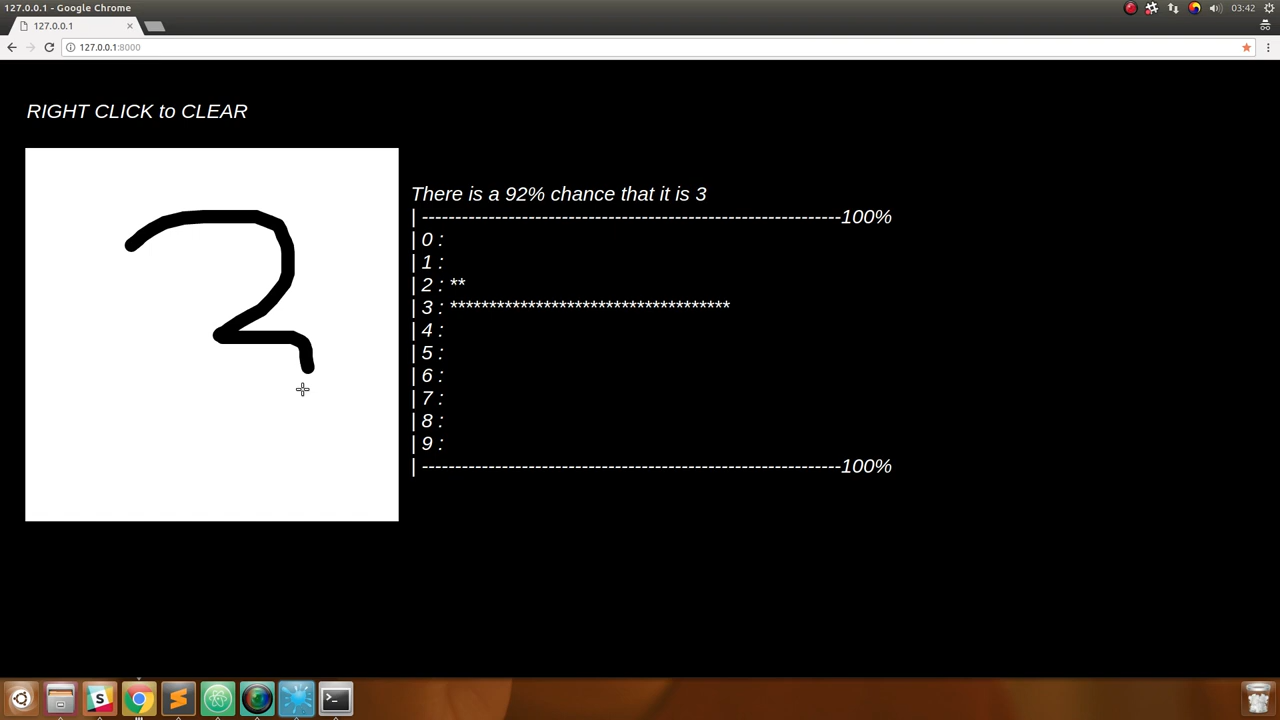 127.0.0.1 - Google Chrome
03:42
127.0.0.1
127.0.0.1:8000
RIGHT CLICK to CLEAR
There is a 92% chance that it is 3
| ---------------------------------------------------------------100%
| 0 :
| 1 :
| 2 : **
| 3 : ************************************
| 4 :
| 5 :
| 6 :
| 7 :
| 8 :
| 9 :
| ---------------------------------------------------------------100%